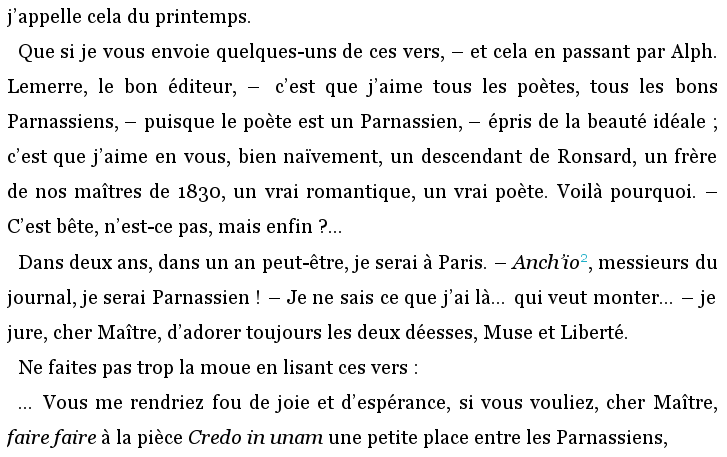 j’appelle cela du printemps.
Que si je vous envoie quelques-uns de ces vers, – et cela en passant par Alph.
Lemerre, le bon éditeur, – c’est que j’aime tous les poètes, tous les bons
Parnassiens, – puisque le poète est un Parnassien, – épris de la beauté idéale ;
c’est que j’aime en vous, bien naïvement, un descendant de Ronsard, un frère
de nos maîtres de 1830, un vrai romantique, un vrai poète. Voilà pourquoi. –
C’est bête, n’est-ce pas, mais enfin ?...
Dans deux ans, dans un an peut-être, je serai à Paris. – Anch’ïo2, messieurs du
journal, je serai Parnassien ! – Je ne sais ce que j’ai là... qui veut monter... – je
jure, cher Maître, d’adorer toujours les deux déesses, Muse et Liberté.
Ne faites pas trop la moue en lisant ces vers :
... Vous me rendriez fou de joie et d’espérance, si vous vouliez, cher Maître,
faire faire à la pièce Credo in unam une petite place entre les Parnassiens,